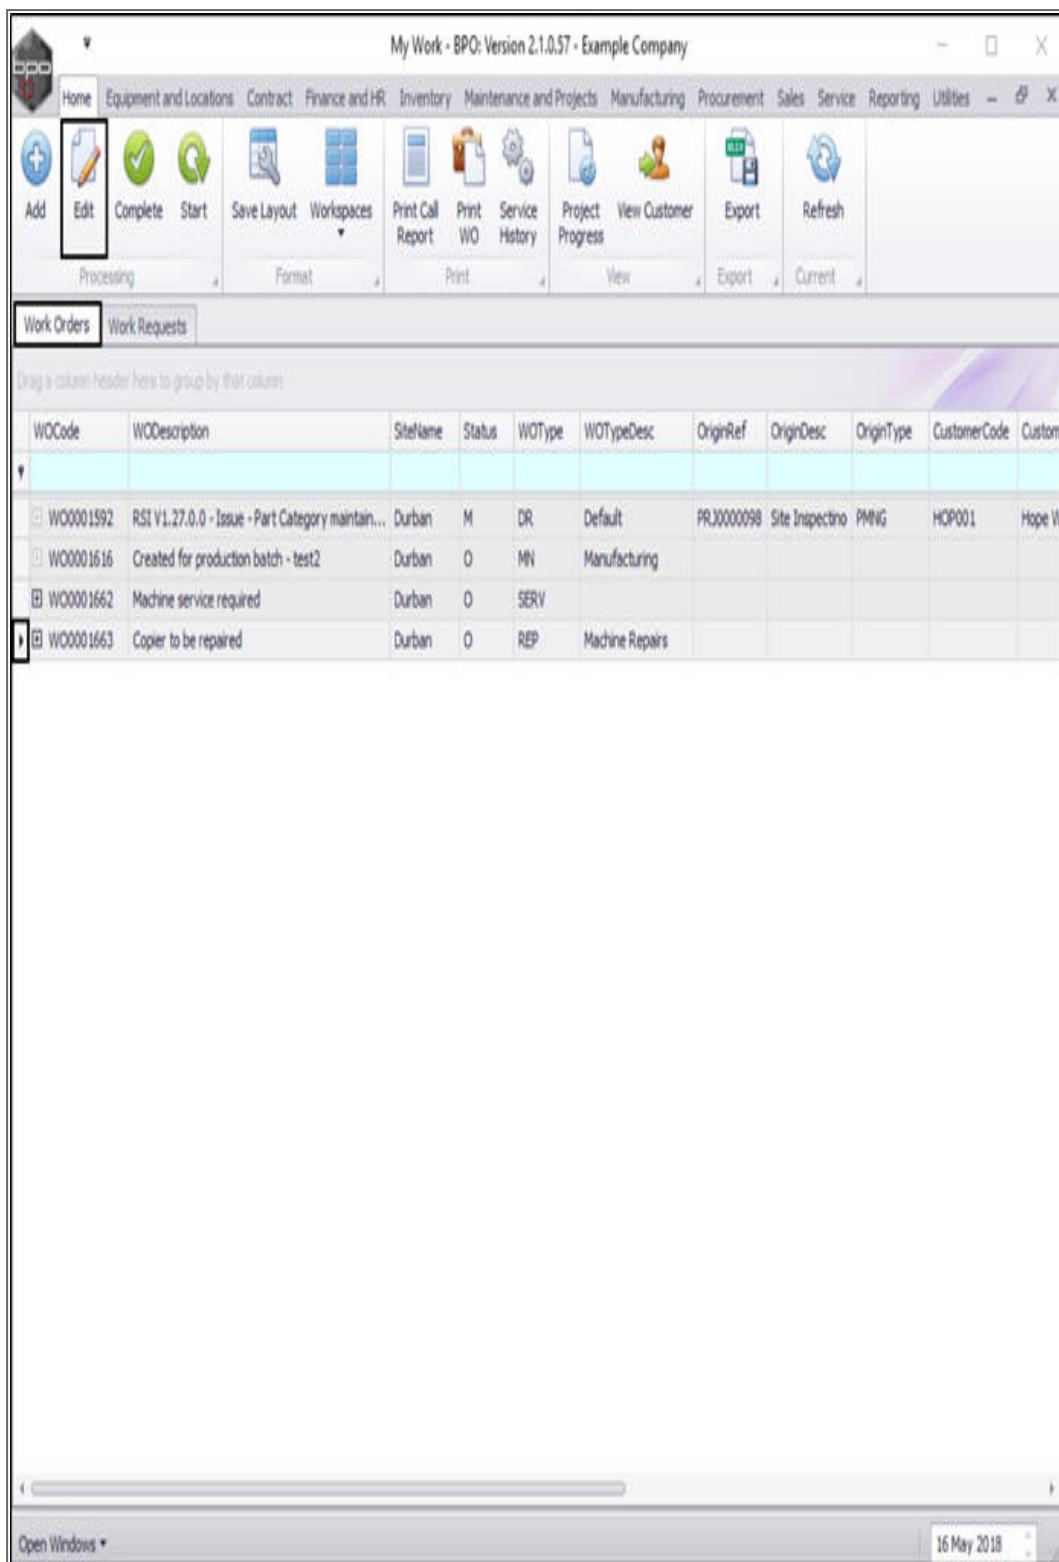 My Work - BPO: Version 2.1.0.57 - Example Company
bpo
Home Equipment and Locations Contract Finance and HR Inventory Maintenance and Projects Manufacturing Procurement Sales Service Reporting Utilities
Add Edit Complete Start Save Layout Workspaces Print Call Report Print WO Service History Project Progress View Customer Export Refresh
Processing Format Print View Export Current
Work Orders Work Requests
Drag a column header here to group by that column
WOCode WODescription SiteName Status WOType WOTypeDesc OriginRef OriginDesc OriginType CustomerCode Custom
WO0001592 RSI V1.27.0.0 - Issue - Part Category maintain... Durban M DR Default PRJ0000098 Site Inspectino PMNG HOP001 Hope W
WO0001616 Created for production batch - test2 Durban O MN Manufacturing
WO0001662 Machine service required Durban O SERV
WO0001663 Copier to be repaired Durban O REP Machine Repairs
Open Windows 16 May 2018